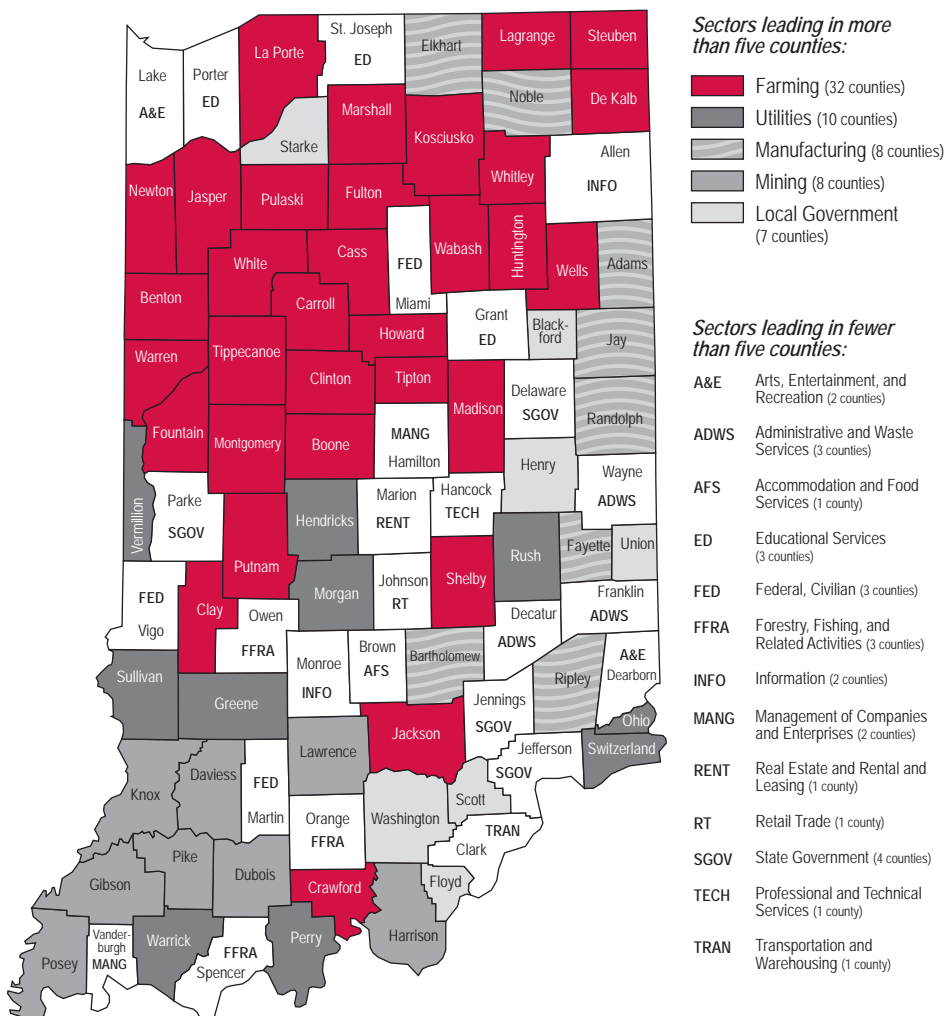 St. Joseph
ED
La Porte
Elkhart
Lagrange
Steuben
Lake
A&E
Porter
ED
Noble
De Kalb
Marshall
Starke
Kosciusko
Allen
INFO
Newton
Jasper
Pulaski
Fulton
Whitley
White
Cass
FED
Miami
Wabash
Huntington
Wells
Adams
Benton
Carroll
Grant
ED
Black-
ford
Jay
Warren
Tippecanoe
Howard
Clinton
Tipton
Madison
Delaware
SGOV
Randolph
Fountain
Montgomery
Boone
MANG
Hamilton
Henry
Wayne
ADWS
Vermillion
Parke
SGOV
Hendricks
Marion
RENT
Hancock
TECH
Rush
Fayette
Union
Putnam
Morgan
Johnson
RT
Shelby
Franklin
ADWS
FED
Vigo
Clay
Owen
FFRA
Decatur
ADWS
Monroe
INFO
Brown
AFS
Bartholomew
A&E
Dearborn
Sullivan
Greene
Jennings
SGOV
Ripley
Ohio
Jackson
Jefferson
SGOV
Switzerland
Lawrence
Knox
Daviess
FED
Martin
Orange
FFRA
Washington
Scott
TRAN
Clark
Pike
Gibson
Dubois
Crawford
Floyd
Harrison
Posey
Vander-
burgh
MANG
Warrick
FFRA
Spencer
Perry
Sectors leading in more
than five counties:
Farming (32 counties)
Utilities (10 counties)
Manufacturing (8 counties)
Mining (8 counties)
Local Government
(7 counties)
Sectors leading in fewer
than five counties:
A&E Arts, Entertainment, and
Recreation (2 counties)
ADWS Administrative and Waste
Services (3 counties)
AFS Accommodation and Food
Services (1 county)
ED Educational Services
(3 counties)
FED Federal, Civilian (3 counties)
FFRA Forestry, Fishing, and
Related Activities (3 counties)
INFO Information (2 counties)
MANG Management of Companies
and Enterprises (2 counties)
RENT Real Estate and Rental and
Leasing (1 county)
RT Retail Trade (1 county)
SGOV State Government (4 counties)
TECH Professional and Technical
Services (1 county)
TRAN Transportation and
Warehousing (1 county)